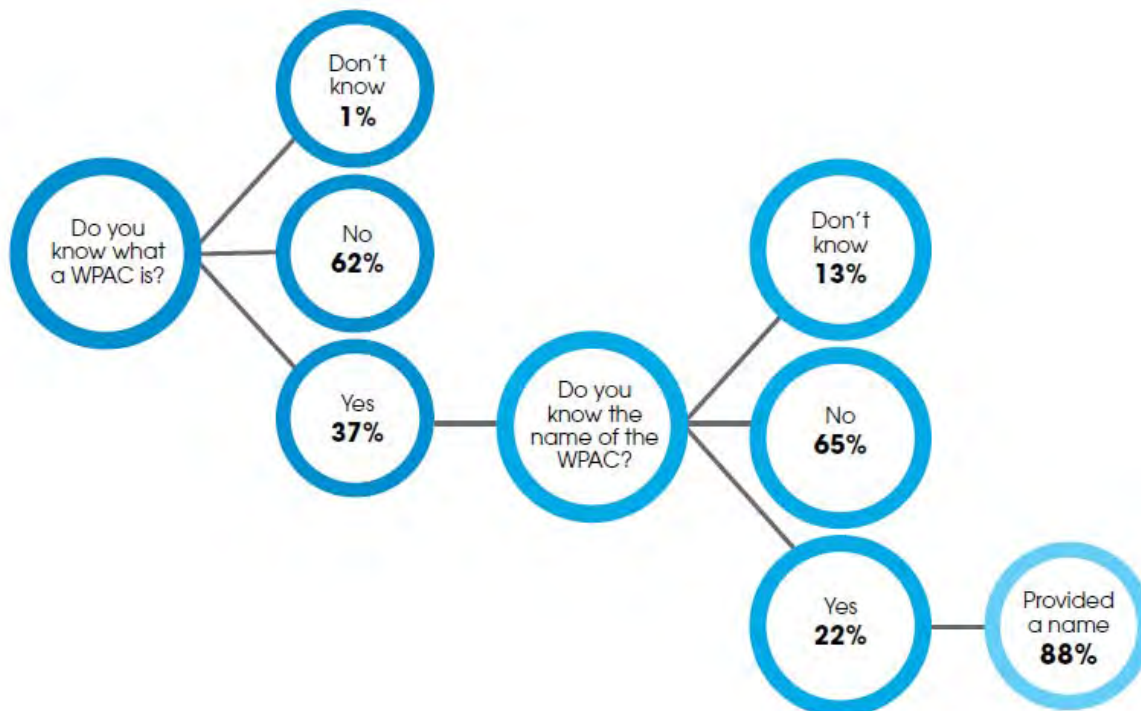 Do you
know what
a WPAC is?
Don't
know
1%
No
62%
Yes
37%
Do you
know the
name of the
WPAC?
Don't
know
13%
No
65%
Yes
22%
Provided
a name
88%